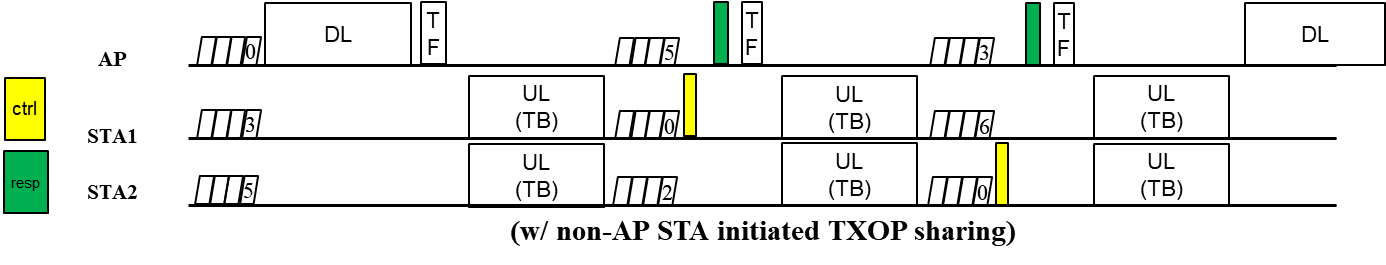 0
DL
T
F
5
T
F
3
T
F
DL
AP
ctrl
3
UL
(TB)
0
UL
(TB)
6
UL
(TB)
STA1
resp
5
UL
(TB)
2
UL
(TB)
0
UL
(TB)
STA2
(w/ non-AP STA initiated TXOP sharing)